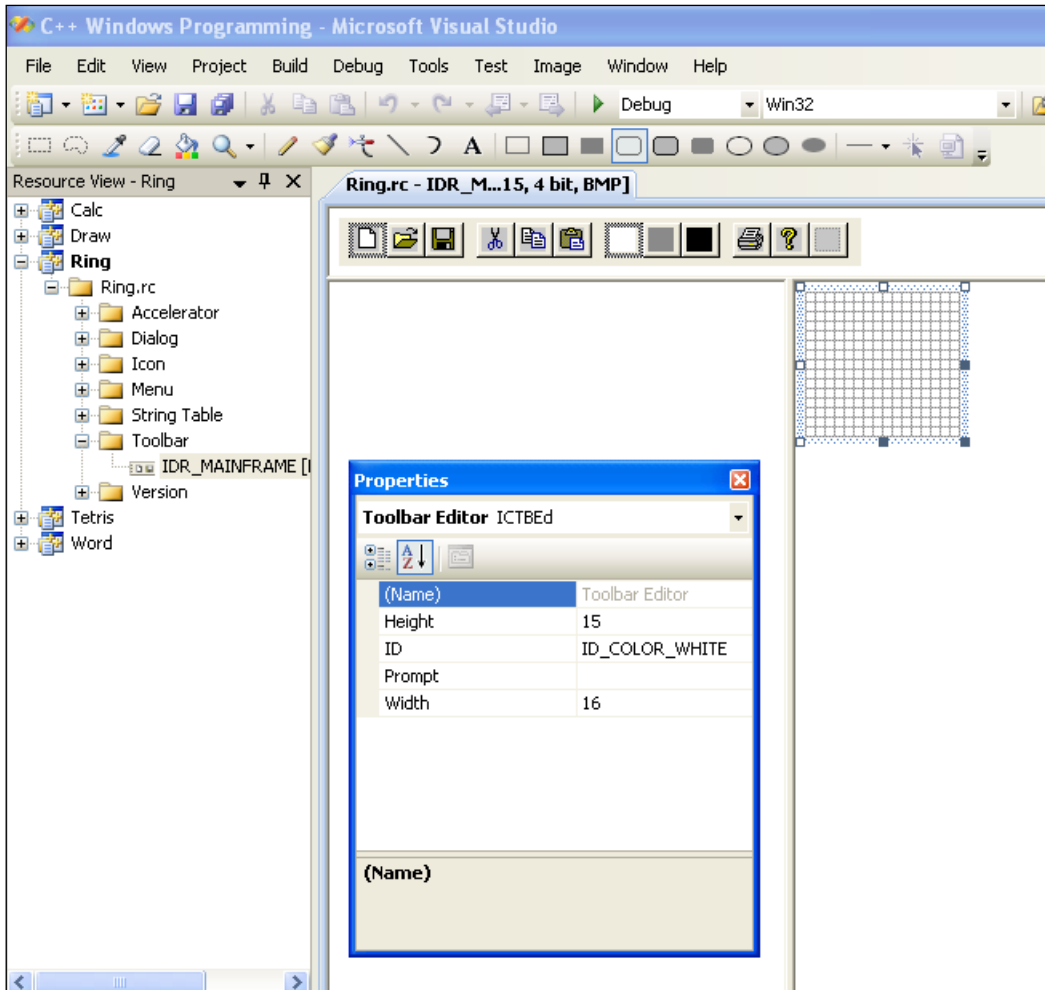 C++ Windows Programming - Microsoft Visual Studio
File Edit View Project Build Debug Tools Test Image Window Help
Debug Win32
A
Resource View - Ring
Ring.rc - IDR_M...15, 4 bit, BMP]
Calc
Draw
Ring
Ring.rc
Accelerator
Dialog
Icon
Menu
String Table
Toolbar
IDR_MAINFRAME [
Version
Tetris
Word
Properties
Toolbar Editor ICTBEd
(Name) Toolbar Editor
Height 15
ID ID_COLOR_WHITE
Prompt
Width 16
(Name)